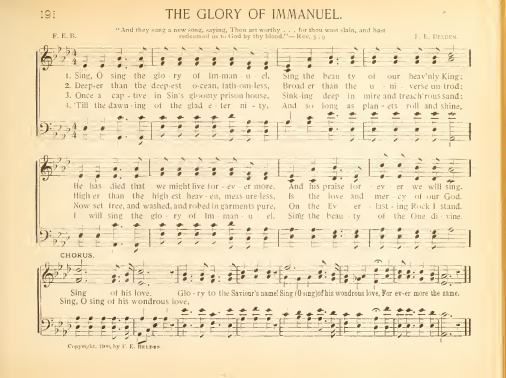 191
THE GLORY OF IMMANUEL.
"And they sung a new song, saying, Thou art worthy . . . for thou wast slain, and hast
redeemed us to God by thy blood."— Rev. 5: 9
F. E. B.
F. E. BELDEN.
1. Sing, O sing the glo - ry of Im-man - u - el, Sing the beau - ty of our heav'nly King;
2. Deep-er than the deep-est o-cean, fath-om-less, Broad-er than the u - ni - verse un-trod;
3. Once a cap - tive in Sin's gloomy prison house, Sink-ing deep in mire and treach'rous sand;
4. 'Till the dawn-ing of the glad e - ter - ni - ty, And so long as plan - ets roll and shine,
He has died that we might live for - ev - er more, And his praise for - ev - er we will sing.
High-er than the high-est heav - en, meas-ure-less, Is the love and mer - cy of our God.
Now set free, and washed, and robed in garments pure, On the Ev - er - last - ing Rock I stand.
I will sing the glo - ry of Im- man - u - el, Sing the beau - ty of the One di - vine.
CHORUS.
Sing of his love, Glo - ry to the Saviour's name! Sing (O sing) of his wondrous love, For ev-er more the same.
Sing, O sing of his wondrous love,
Copyright, 1900, by F. E. BELDEN.